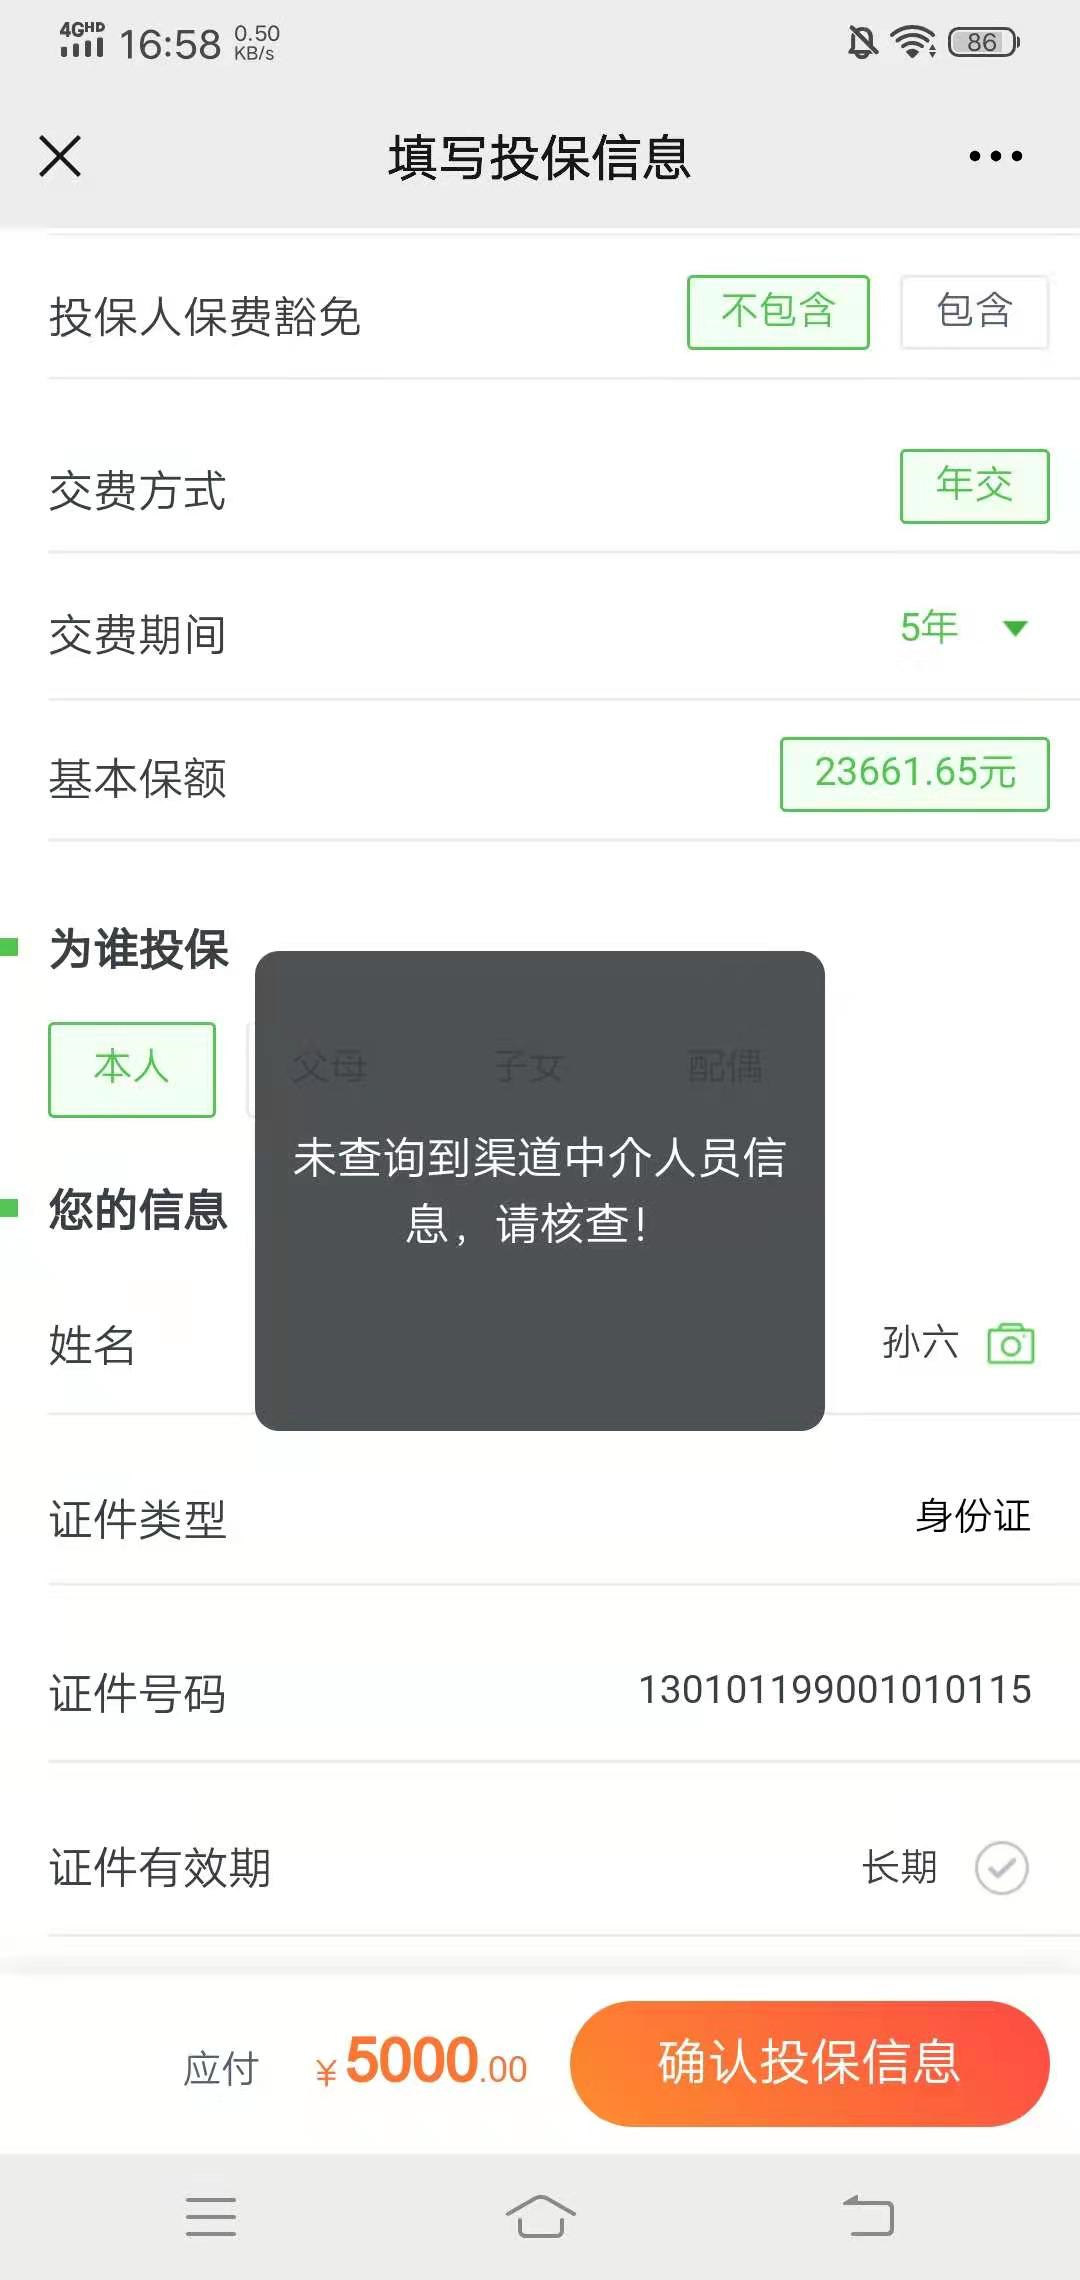 4GHD 16:58 0.50 KB/s 86
填写投保信息
投保人保费豁免 不包含 包含
交费方式 年交
交费期间 5年
基本保额 23661.65元
为谁投保
本人 父母 子女 配偶
未查询到渠道中介人员信
息，请核查！
您的信息
姓名 孙六
证件类型 身份证
证件号码 130101199001010115
证件有效期 长期
应付 ¥5000.00 确认投保信息